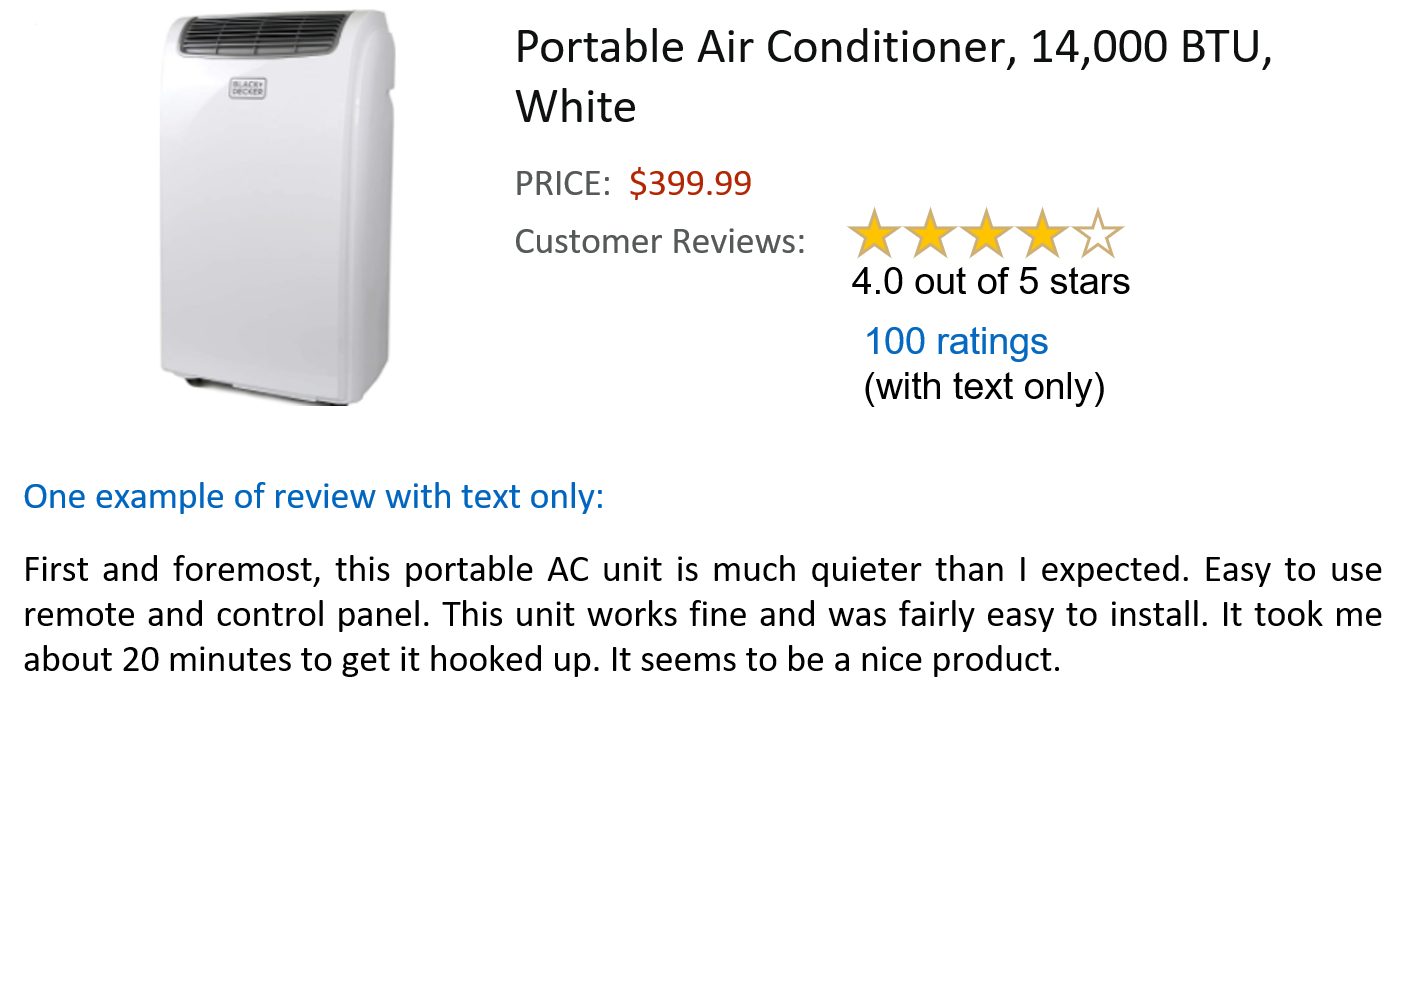 BLACK+
DECKER
Portable Air Conditioner, 14,000 BTU,
White
PRICE: $399.99
Customer Reviews:
4.0 out of 5 stars
100 ratings
(with text only)
One example of review with text only:
First and foremost, this portable AC unit is much quieter than I expected. Easy to use
remote and control panel. This unit works fine and was fairly easy to install. It took me
about 20 minutes to get it hooked up. It seems to be a nice product.